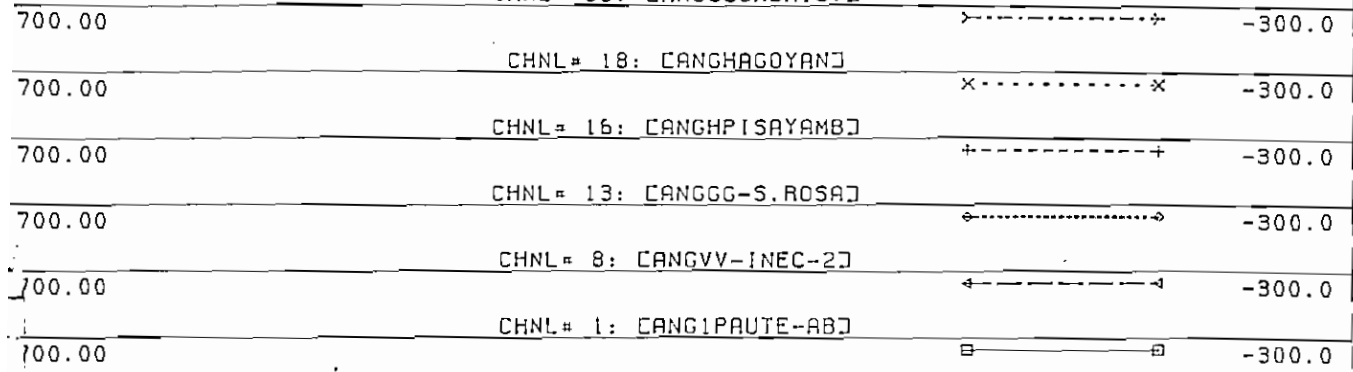 700.00 -300.0
CHNL# 18: [ANGHAGOYAN]
700.00 -300.0
CHNL# 16: [ANGHPISAYAMB]
700.00 -300.0
CHNL# 13: [ANGGG-S.ROSA]
700.00 -300.0
CHNL# 8: [ANGVV-INEC-2]
700.00 -300.0
CHNL# 1: [ANG1PAUTE-AB]
700.00 -300.0